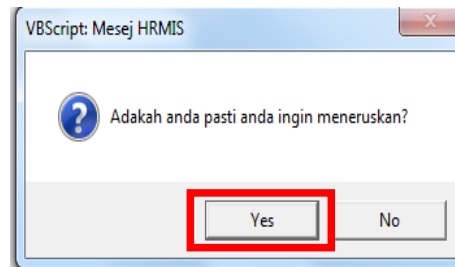 VBScript: Mesej HRMIS
Adakah anda pasti anda ingin meneruskan?
Yes
No